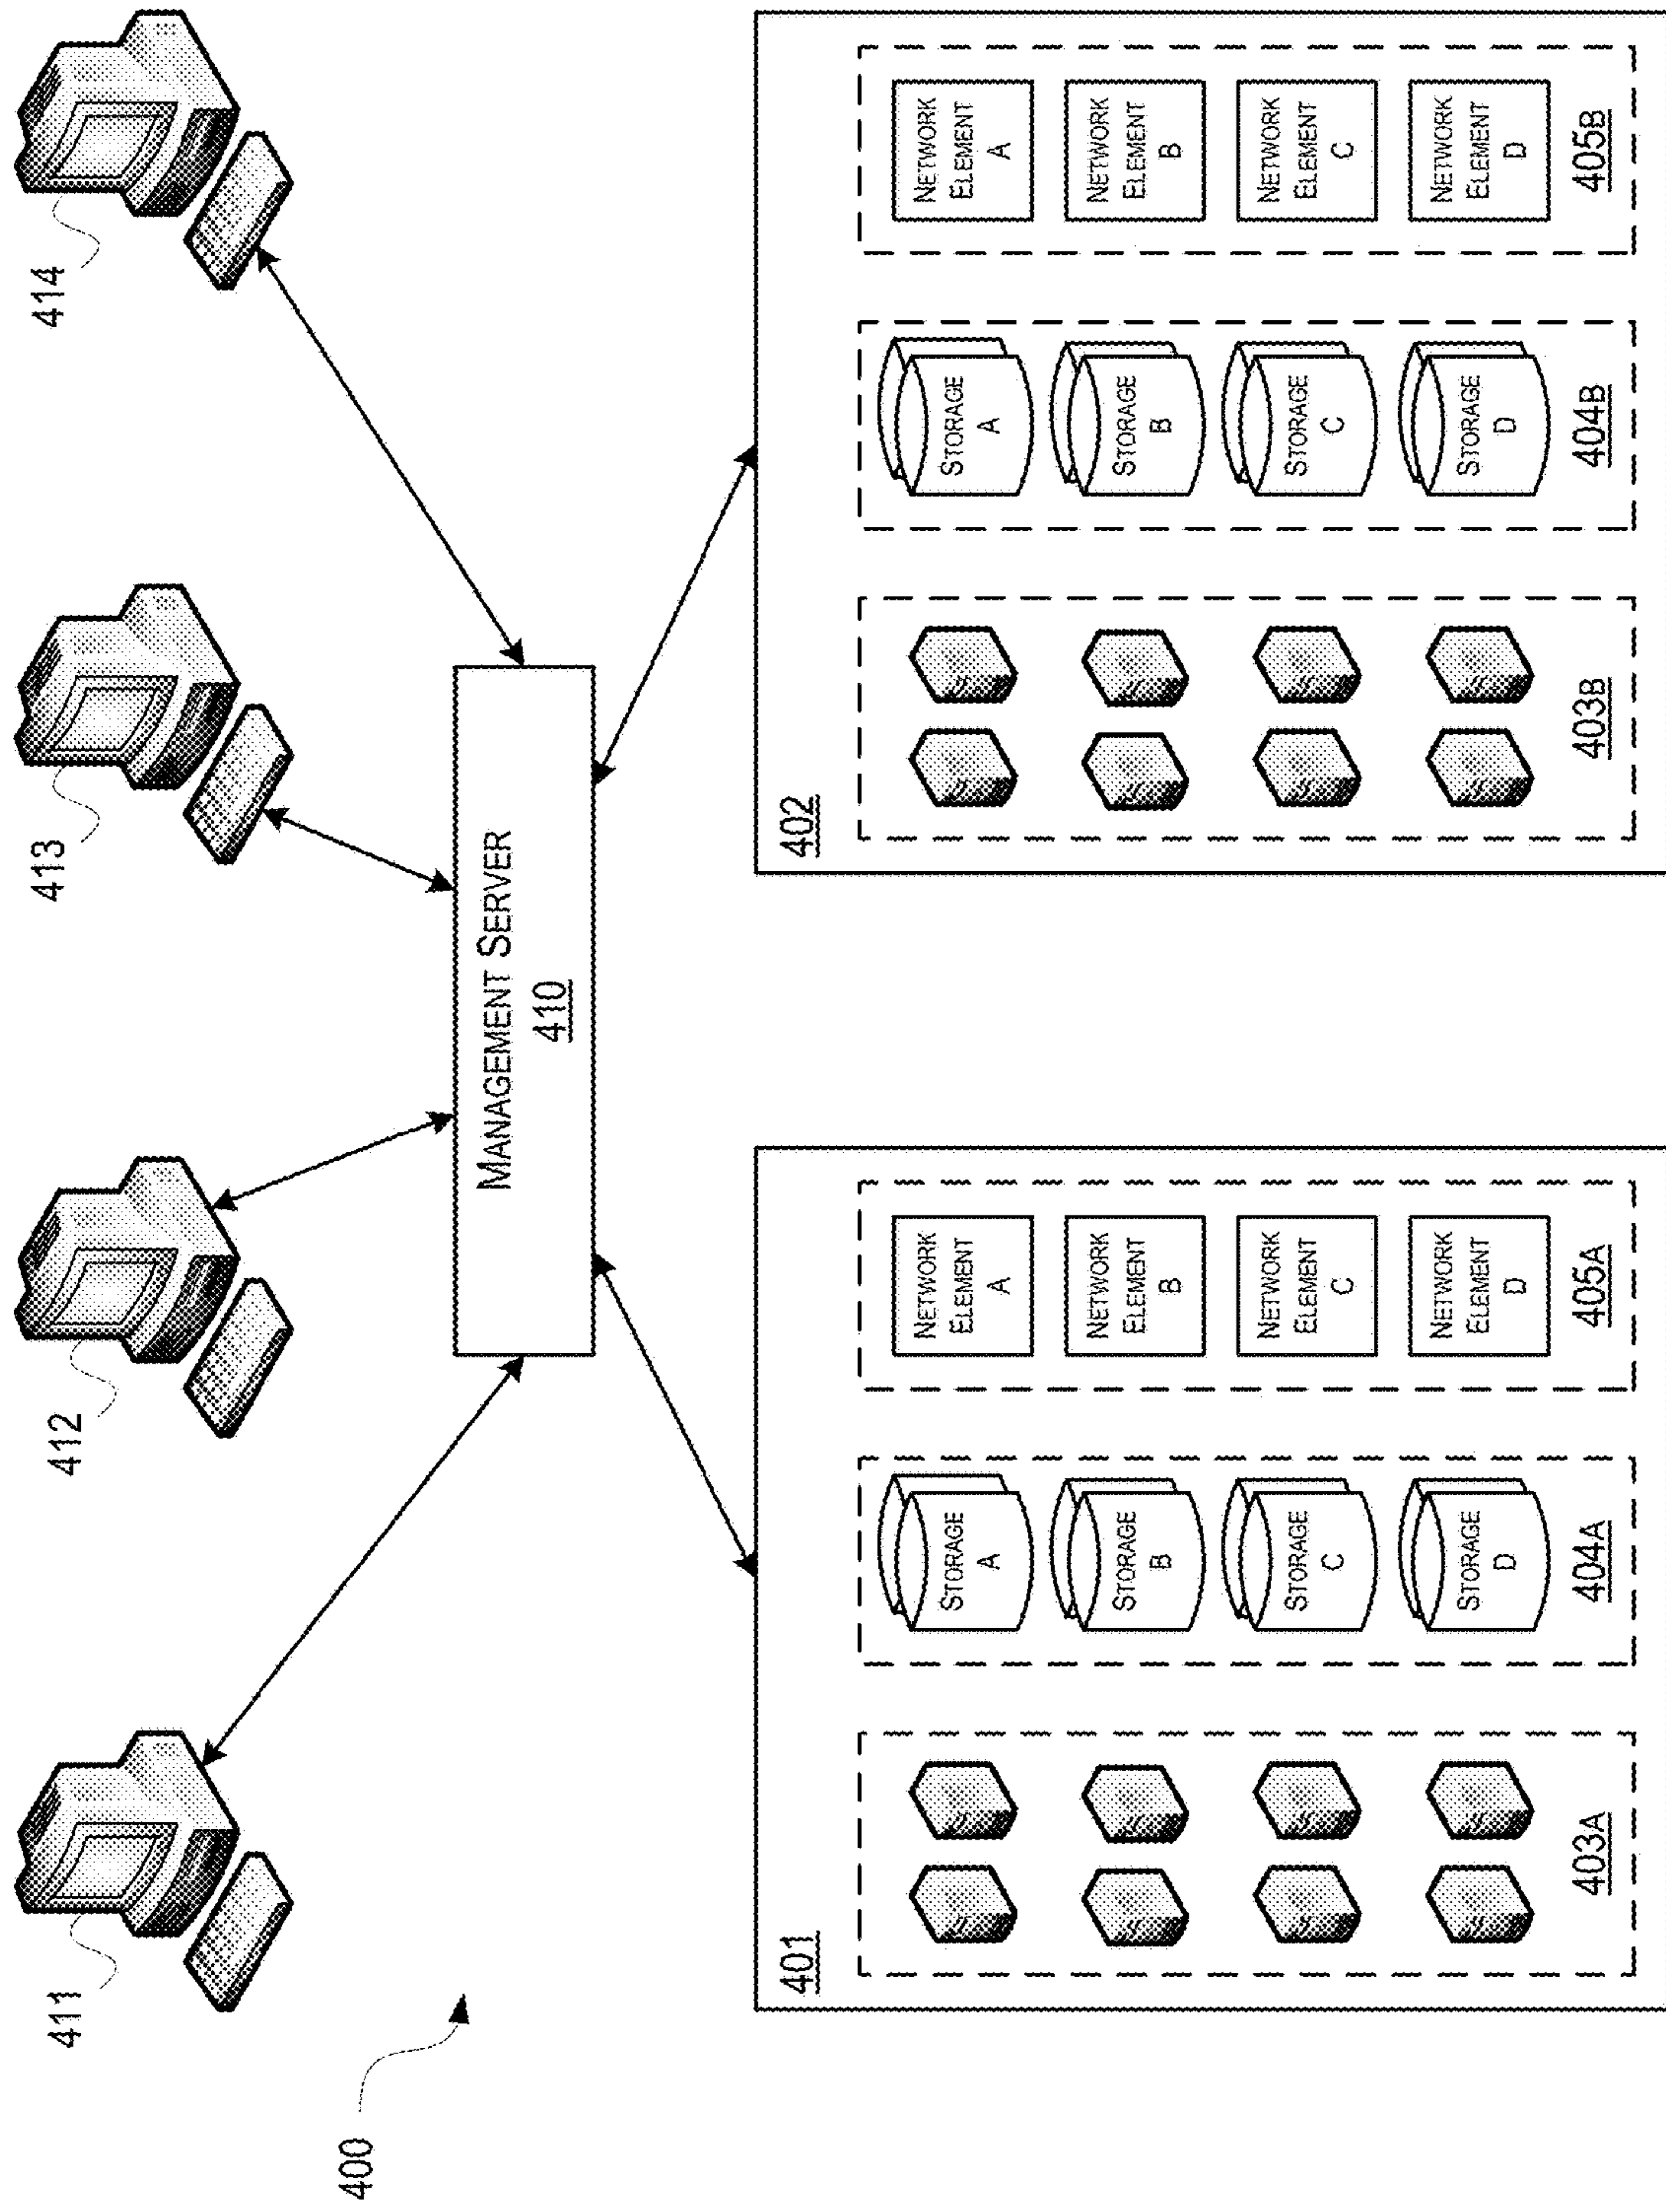 411
412
413
414
400
MANAGEMENT SERVER
410
401
STORAGE
A
STORAGE
B
STORAGE
C
STORAGE
D
NETWORK
ELEMENT
A
NETWORK
ELEMENT
B
NETWORK
ELEMENT
C
NETWORK
ELEMENT
D
403A
404A
405A
402
STORAGE
A
STORAGE
B
STORAGE
C
STORAGE
D
NETWORK
ELEMENT
A
NETWORK
ELEMENT
B
NETWORK
ELEMENT
C
NETWORK
ELEMENT
D
403B
404B
405B